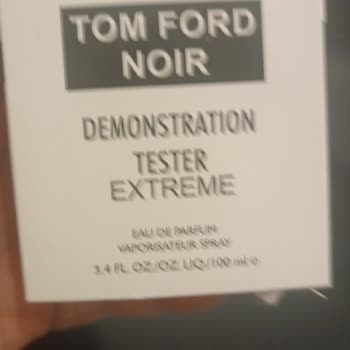 TOM FORD
NOIR
DEMONSTRATION
TESTER
EXTREME
EAU DE PARFUM
VAPORISATEUR SPRAY
3.4 FL. OZ./OZ. LIQ./100 ml e